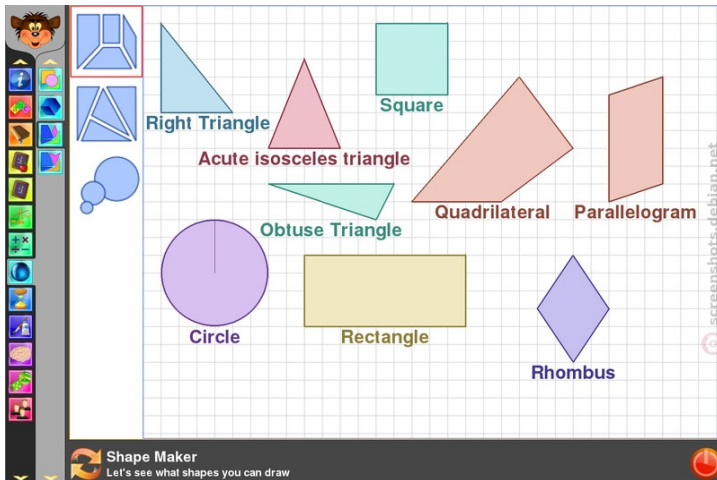 Square
Right Triangle
Acute isosceles triangle
Quadrilateral
Parallelogram
Obtuse Triangle
Circle
Rectangle
Rhombus
Shape Maker
Let's see what shapes you can draw
screenshots.debian.net